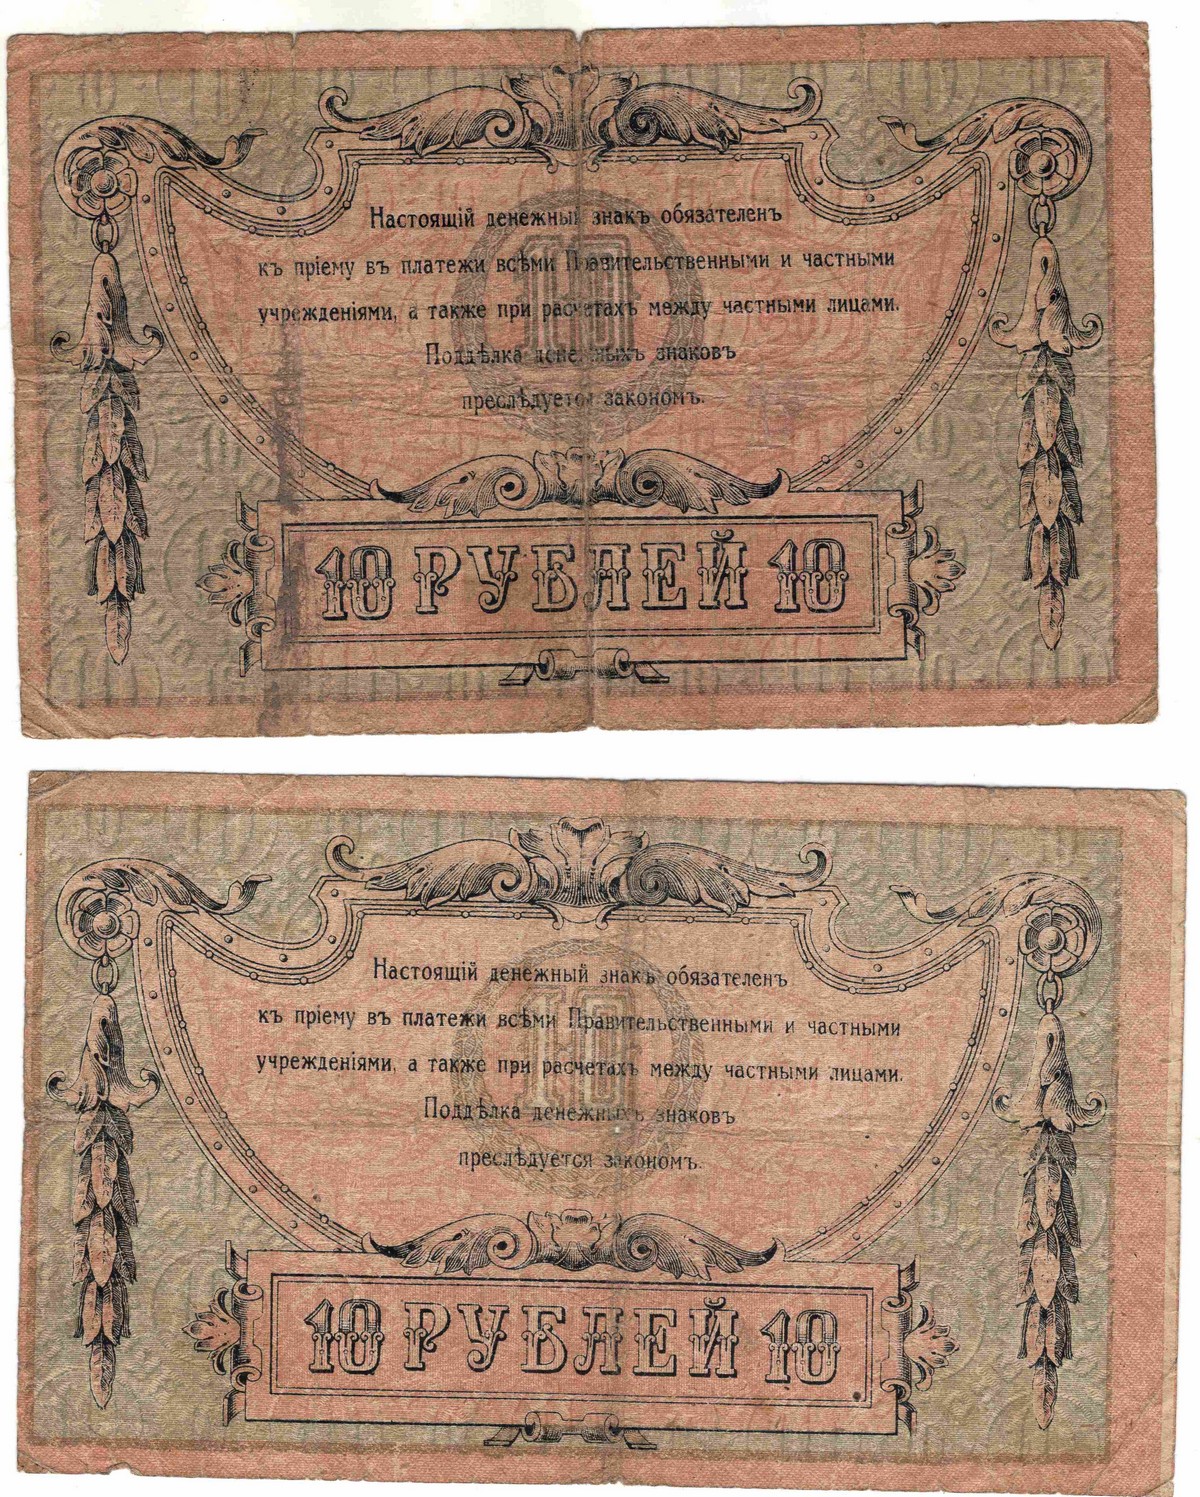 Настоящій денежный знакъ обязателенъ
къ пріему въ платежи всѣми Правительственными и частными
учрежденіями, а также при расчетахъ между частными лицами.
Поддѣлка денежныхъ знаковъ
преслѣдуется закономъ.
10
10 РУБЛЕЙ 10
Настоящій денежный знакъ обязателенъ
къ пріему въ платежи всѣми Правительственными и частными
учрежденіями, а также при расчетахъ между частными лицами.
Поддѣлка денежныхъ знаковъ
преслѣдуется закономъ.
10
10 РУБЛЕЙ 10